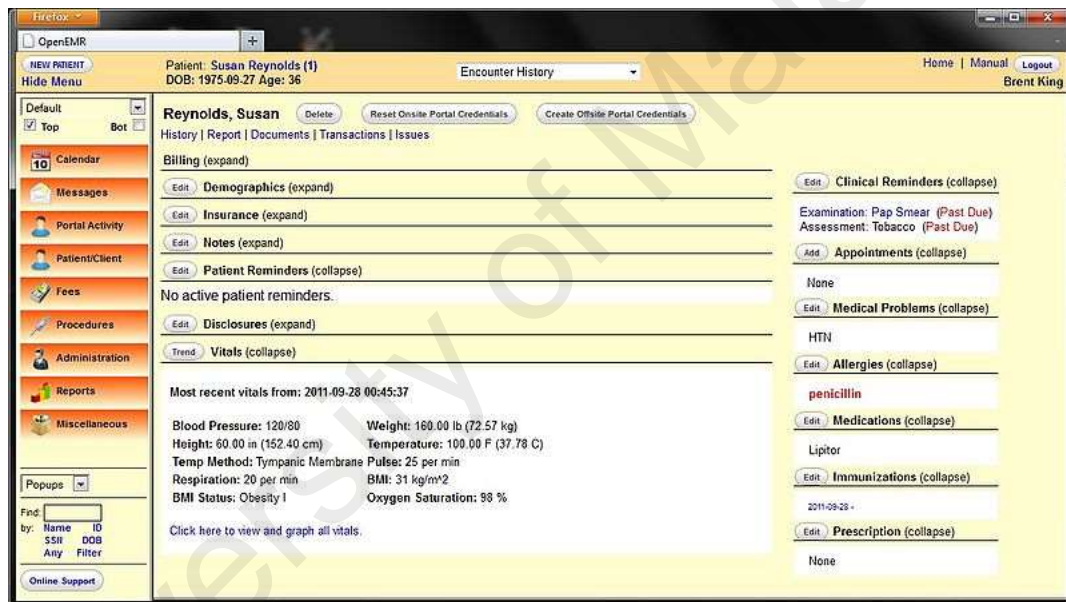 Firefox
OpenEMR
NEW PATIENT
Hide Menu
Patient: Susan Reynolds (1)
DOB: 1975-09-27 Age: 36
Encounter History
Home | Manual Logout
Brent King
Default
Top Bot
Calendar
Messages
Portal Activity
Patient/Client
Fees
Procedures
Administration
Reports
Miscellaneous
Popups
Find:
by: Name ID
SSN DOB
Any Filter
Online Support
Reynolds, Susan Delete Reset Onsite Portal Credentials Create Offsite Portal Credentials
History | Report | Documents | Transactions | Issues
Billing (expand)
Edit Demographics (expand)
Edit Insurance (expand)
Edit Notes (expand)
Edit Patient Reminders (collapse)
No active patient reminders.
Edit Disclosures (expand)
Trend Vitals (collapse)
Most recent vitals from: 2011-09-28 00:45:37
Blood Pressure: 120/80 Weight: 160.00 lb (72.57 kg)
Height: 60.00 in (152.40 cm) Temperature: 100.00 F (37.78 C)
Temp Method: Tympanic Membrane Pulse: 25 per min
Respiration: 20 per min BMI: 31 kg/m^2
BMI Status: Obesity I Oxygen Saturation: 98 %
Click here to view and graph all vitals.
Edit Clinical Reminders (collapse)
Examination: Pap Smear (Past Due)
Assessment: Tobacco (Past Due)
Add Appointments (collapse)
None
Edit Medical Problems (collapse)
HTN
Edit Allergies (collapse)
penicillin
Edit Medications (collapse)
Lipitor
Edit Immunizations (collapse)
2011-09-28 -
Edit Prescription (collapse)
None